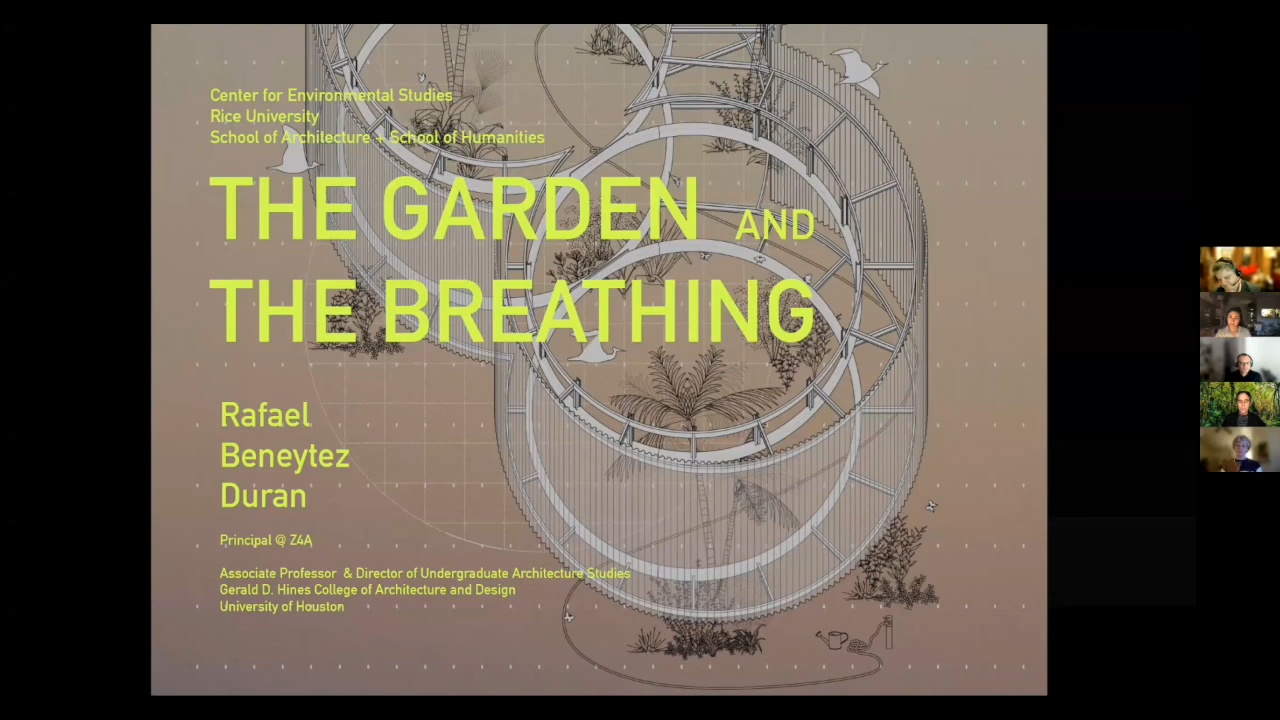 Center for Environmental Studies
Rice University
School of Architecture + School of Humanities
THE GARDEN AND
THE BREATHING
Rafael
Beneytez
Duran
Principal @ Z4A
Associate Professor & Director of Undergraduate Architecture Studies
Gerald D. Hines College of Architecture and Design
University of Houston